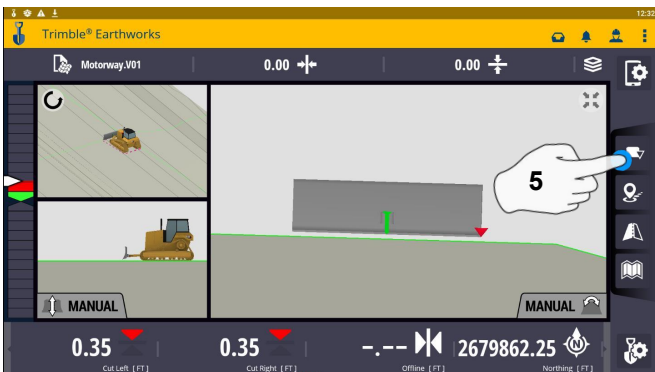 12:32
Trimble® Earthworks
Motorway.V01
0.00
0.00
5
MANUAL
MANUAL
0.35
0.35
-.--
2679862.25
N
Cut Left [FT]
Cut Right [FT]
Offline [FT]
Northing [FT]